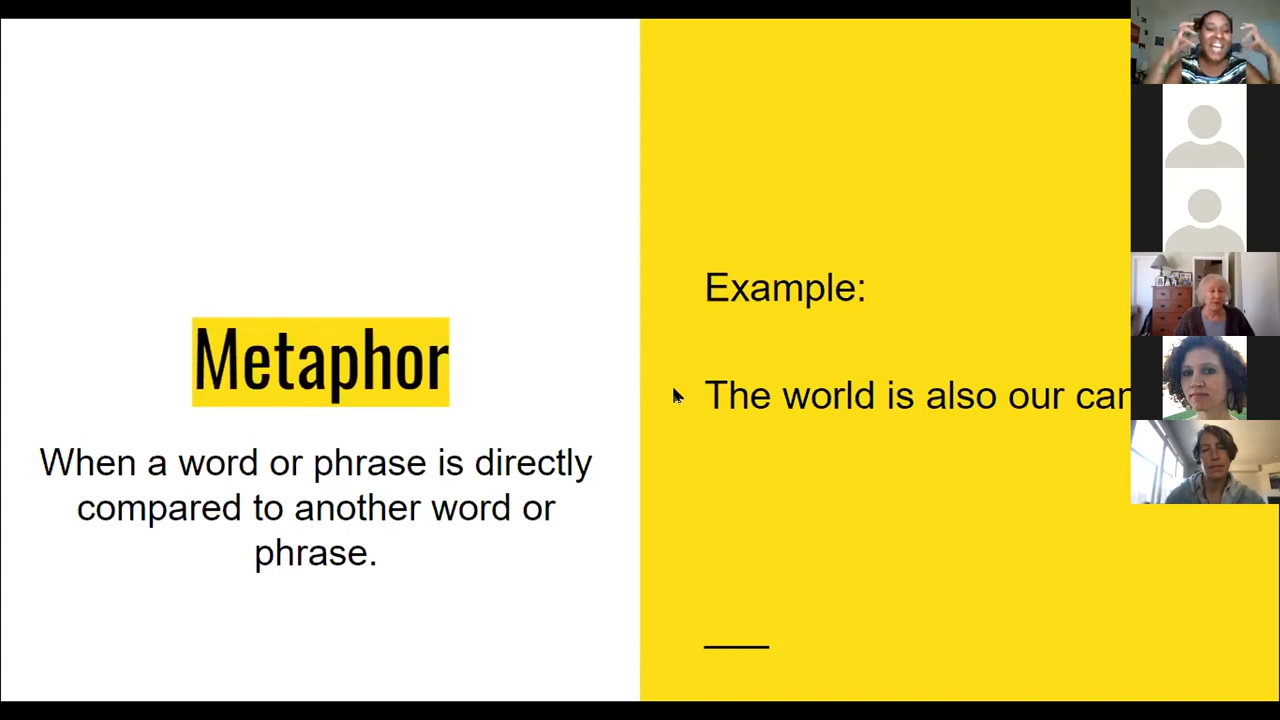 Metaphor
When a word or phrase is directly
compared to another word or
phrase.
Example:
The world is also our